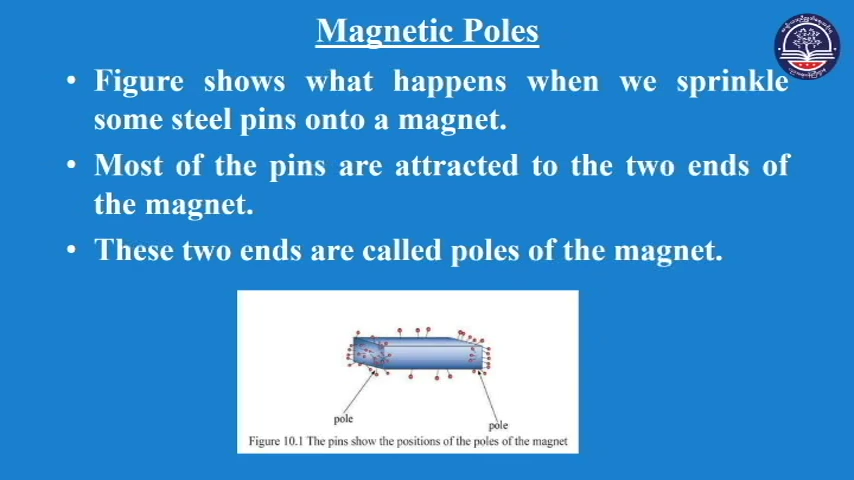 Magnetic Poles
• Figure shows what happens when we sprinkle
some steel pins onto a magnet.
• Most of the pins are attracted to the two ends of
the magnet.
• These two ends are called poles of the magnet.
pole
pole
Figure 10.1 The pins show the positions of the poles of the magnet